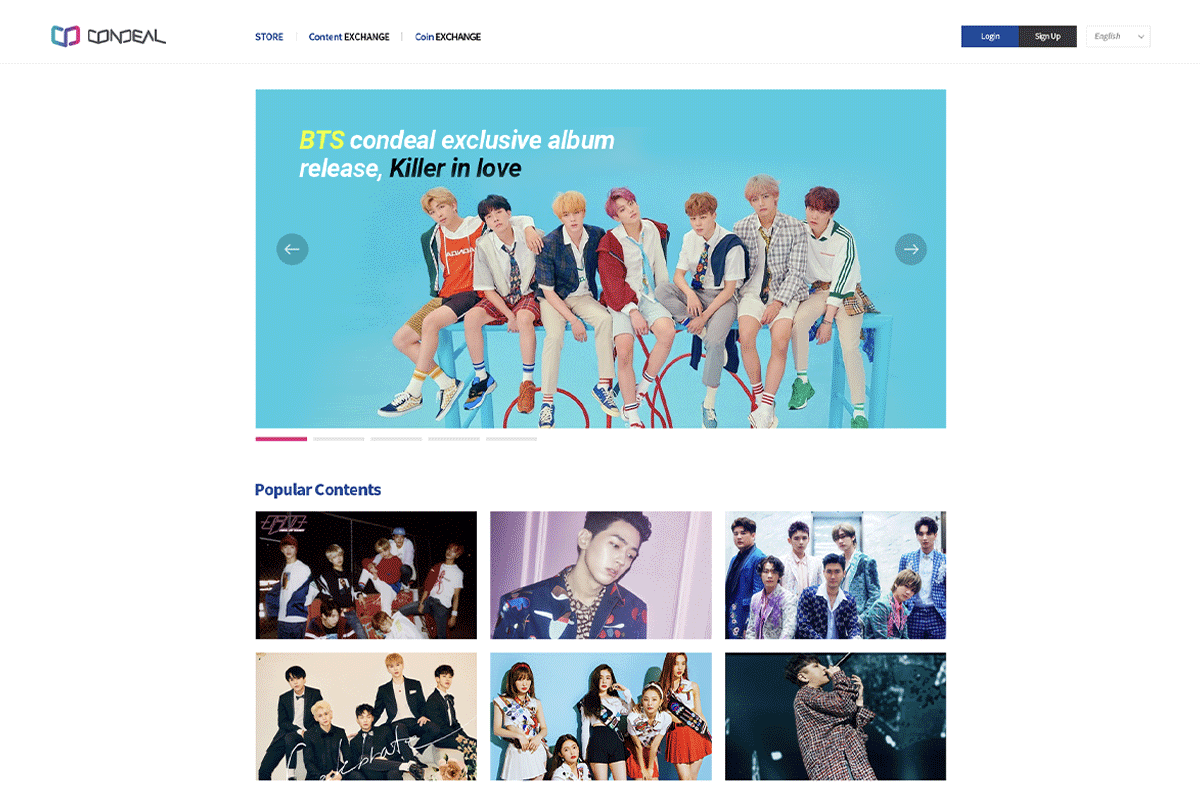 CONDEAL
STORE
Content EXCHANGE
Coin EXCHANGE
Login
Sign Up
English
BTS condeal exclusive album
release, Killer in love
Popular Contents
Celebrate